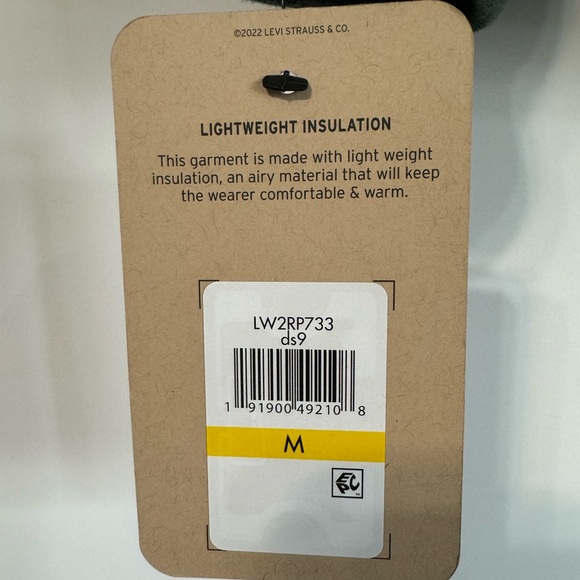 ©2022 LEVI STRAUSS & CO.
LIGHTWEIGHT INSULATION
This garment is made with light weight
insulation, an airy material that will keep
the wearer comfortable & warm.
LW2RP733
ds9
1 91900 49210 8
M
EPC